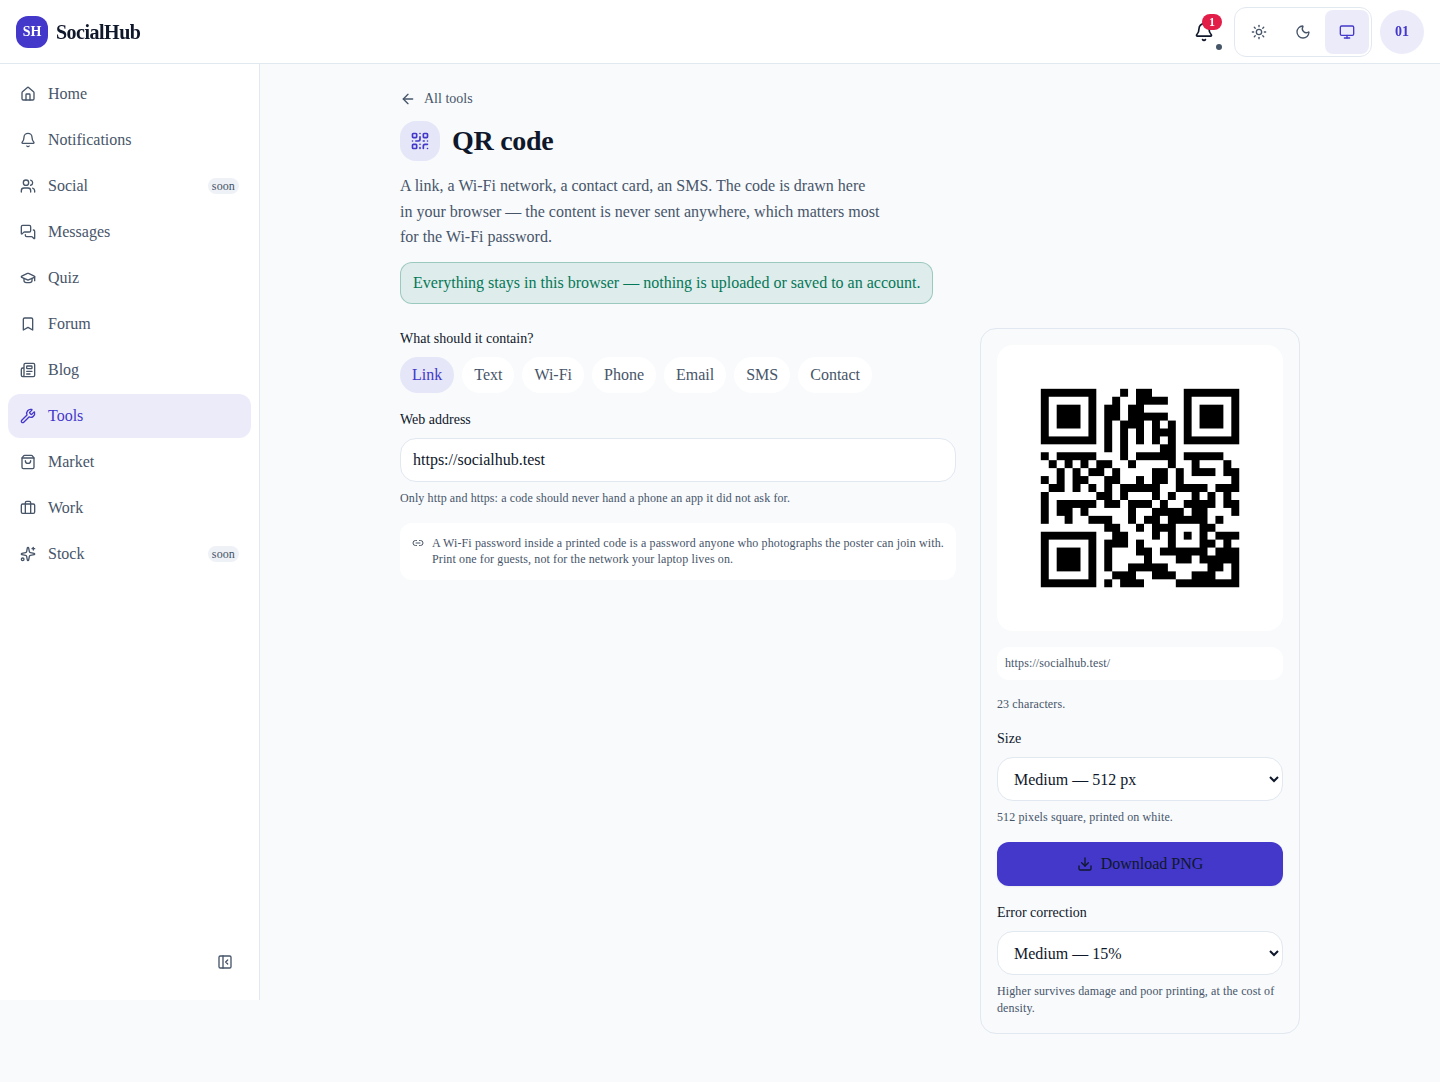 SH SocialHub
1
01
Home
Notifications
Social soon
Messages
Quiz
Forum
Blog
Tools
Market
Work
Stock soon
All tools
QR code
A link, a Wi-Fi network, a contact card, an SMS. The code is drawn here
in your browser — the content is never sent anywhere, which matters most
for the Wi-Fi password.
Everything stays in this browser — nothing is uploaded or saved to an account.
What should it contain?
Link Text Wi-Fi Phone Email SMS Contact
Web address
https://socialhub.test
Only http and https: a code should never hand a phone an app it did not ask for.
A Wi-Fi password inside a printed code is a password anyone who photographs the poster can join with.
Print one for guests, not for the network your laptop lives on.
https://socialhub.test/
23 characters.
Size
Medium — 512 px
512 pixels square, printed on white.
Download PNG
Error correction
Medium — 15%
Higher survives damage and poor printing, at the cost of
density.